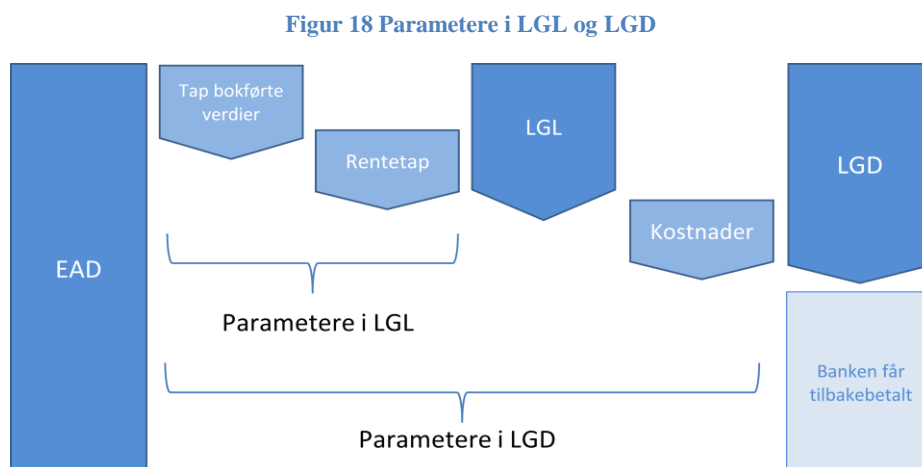 Figur 18 Parametere i LGL og LGD
EAD
Tap bokførte
verdier
Rentetap
LGL
Kostnader
LGD
Parametere i LGL
Parametere i LGD
Banken får
tilbakebetalt